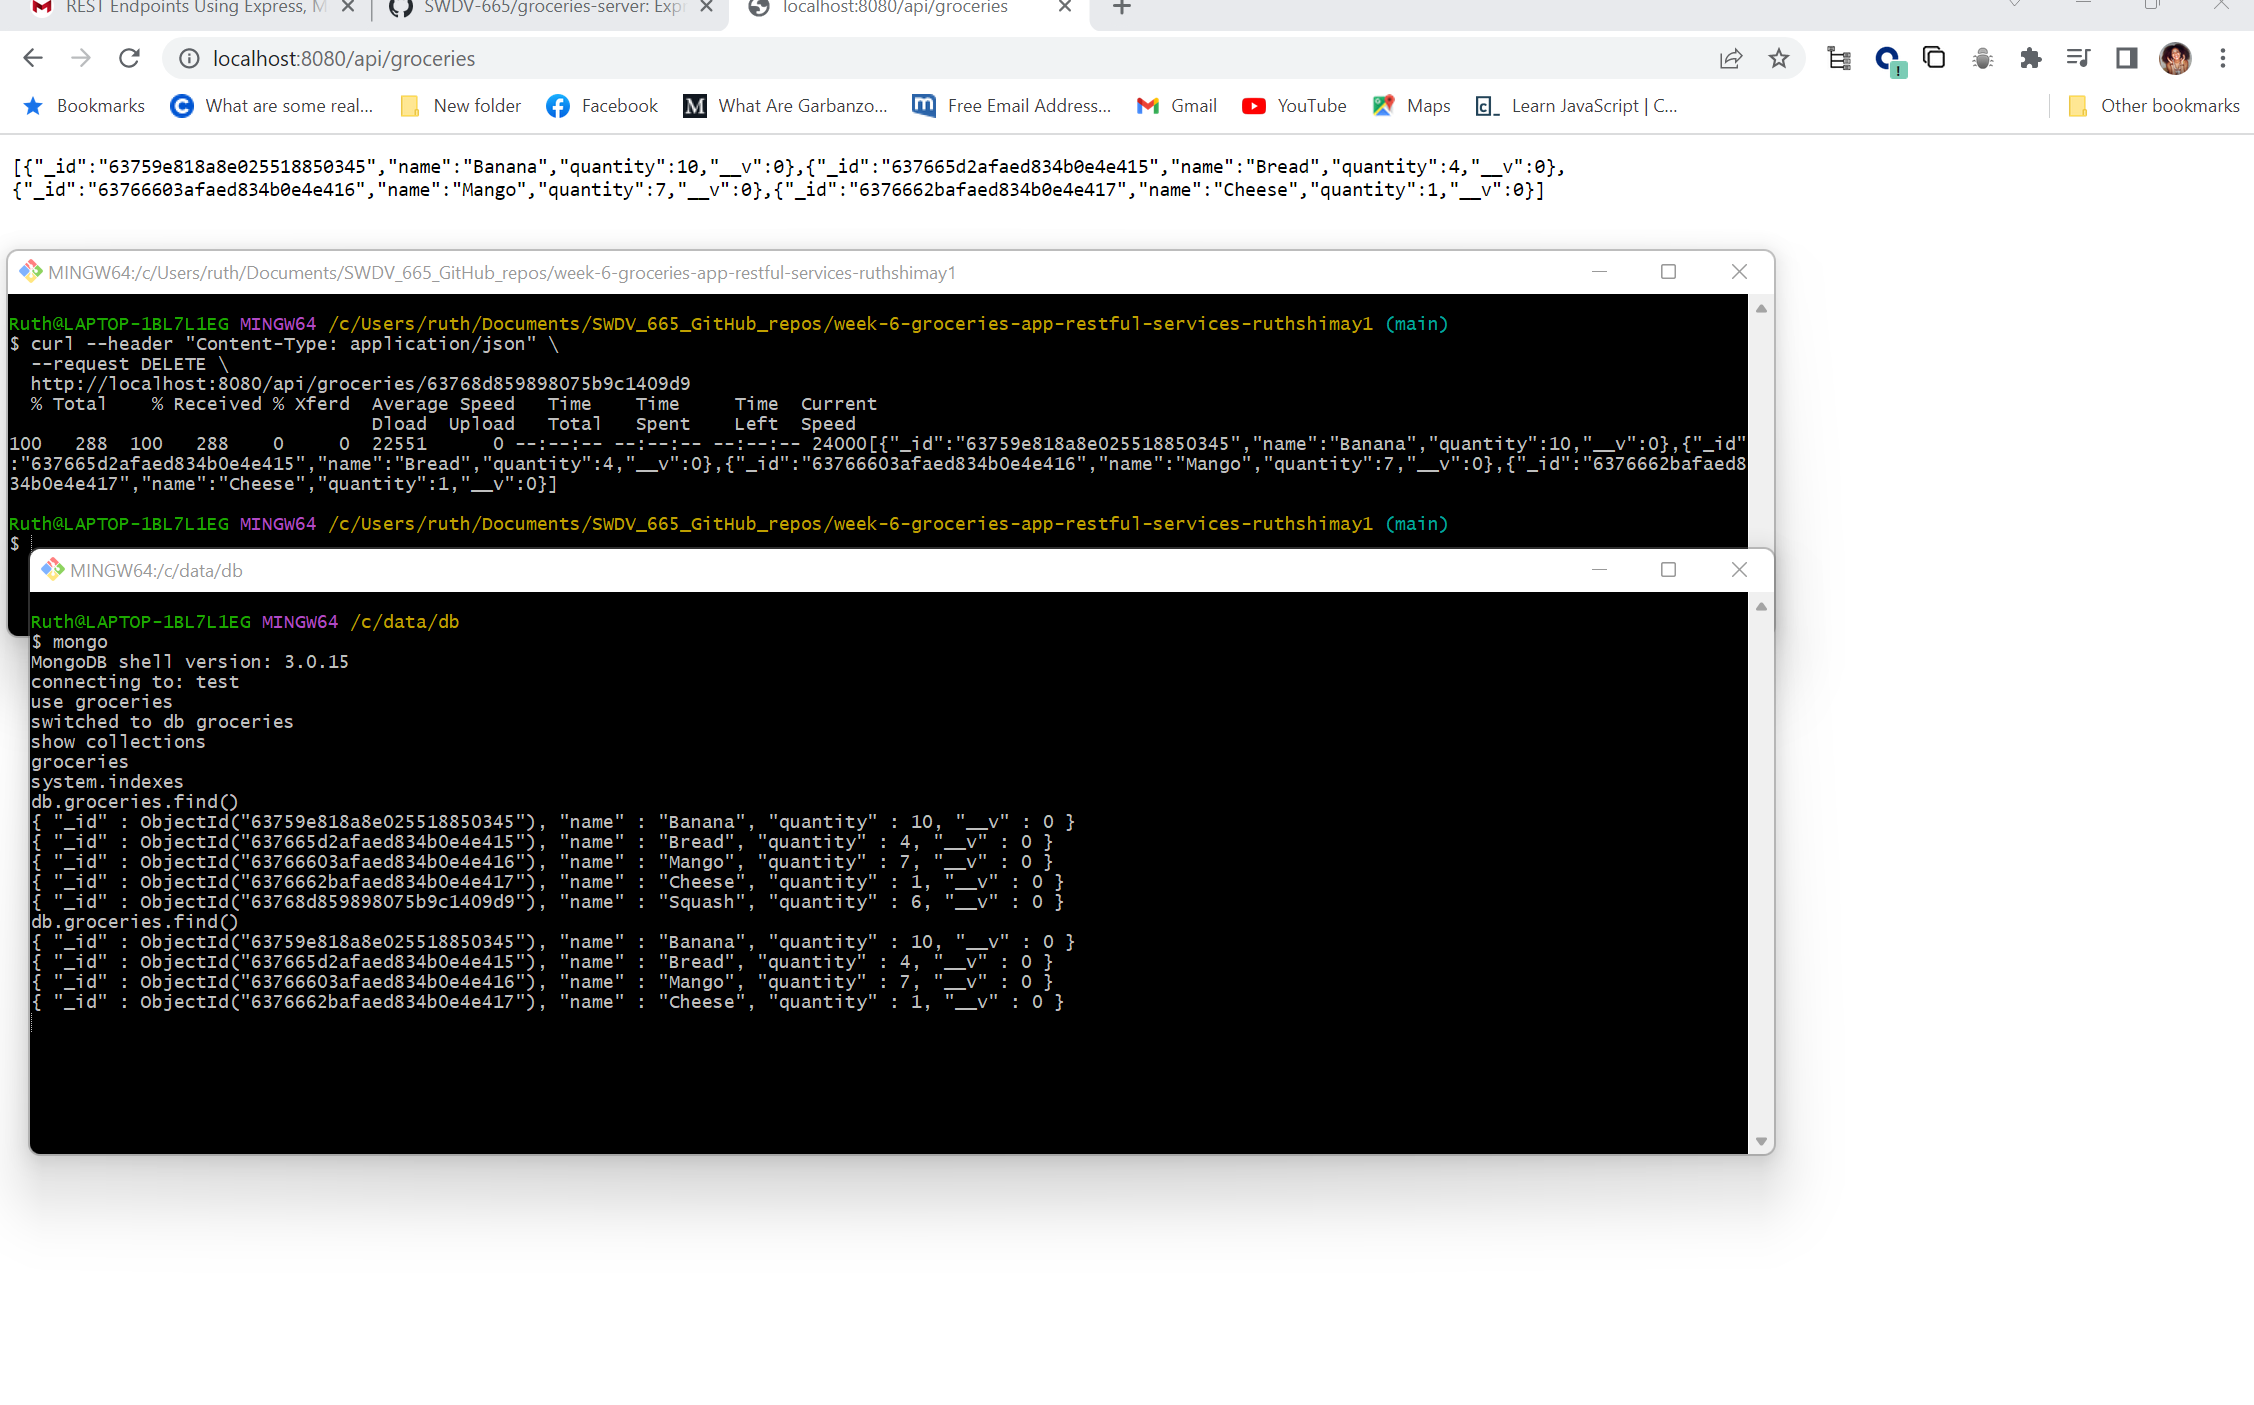 REST Endpoints Using Express, M
SWDV-665/groceries-server: Expr
localhost:8080/api/groceries
localhost:8080/api/groceries
Bookmarks
What are some real...
New folder
Facebook
What Are Garbanzo...
Free Email Address...
Gmail
YouTube
Maps
Learn JavaScript | C...
Other bookmarks
[{"_id":"63759e818a8e025518850345","name":"Banana","quantity":10,"__v":0},{"_id":"637665d2afaed834b0e4e415","name":"Bread","quantity":4,"__v":0},
{"_id":"63766603afaed834b0e4e416","name":"Mango","quantity":7,"__v":0},{"_id":"6376662bafaed834b0e4e417","name":"Cheese","quantity":1,"__v":0}]
MINGW64:/c/Users/ruth/Documents/SWDV_665_GitHub_repos/week-6-groceries-app-restful-services-ruthshimay1
Ruth@LAPTOP-1BL7L1EG MINGW64 /c/Users/ruth/Documents/SWDV_665_GitHub_repos/week-6-groceries-app-restful-services-ruthshimay1 (main)
$ curl --header "Content-Type: application/json" \
--request DELETE \
http://localhost:8080/api/groceries/63768d859898075b9c1409d9
% Total    % Received % Xferd  Average Speed   Time    Time     Time  Current
Dload  Upload   Total   Spent    Left  Speed
100   288  100   288    0     0  22551      0 --:--:-- --:--:-- --:--:-- 24000[{"_id":"63759e818a8e025518850345","name":"Banana","quantity":10,"__v":0},{"_id"
:"637665d2afaed834b0e4e415","name":"Bread","quantity":4,"__v":0},{"_id":"63766603afaed834b0e4e416","name":"Mango","quantity":7,"__v":0},{"_id":"6376662bafaed8
34b0e4e417","name":"Cheese","quantity":1,"__v":0}]
Ruth@LAPTOP-1BL7L1EG MINGW64 /c/Users/ruth/Documents/SWDV_665_GitHub_repos/week-6-groceries-app-restful-services-ruthshimay1 (main)
$
MINGW64:/c/data/db
Ruth@LAPTOP-1BL7L1EG MINGW64 /c/data/db
$ mongo
MongoDB shell version: 3.0.15
connecting to: test
use groceries
switched to db groceries
show collections
groceries
system.indexes
db.groceries.find()
{ "_id" : ObjectId("63759e818a8e025518850345"), "name" : "Banana", "quantity" : 10, "__v" : 0 }
{ "_id" : ObjectId("637665d2afaed834b0e4e415"), "name" : "Bread", "quantity" : 4, "__v" : 0 }
{ "_id" : ObjectId("63766603afaed834b0e4e416"), "name" : "Mango", "quantity" : 7, "__v" : 0 }
{ "_id" : ObjectId("6376662bafaed834b0e4e417"), "name" : "Cheese", "quantity" : 1, "__v" : 0 }
{ "_id" : ObjectId("63768d859898075b9c1409d9"), "name" : "Squash", "quantity" : 6, "__v" : 0 }
db.groceries.find()
{ "_id" : ObjectId("63759e818a8e025518850345"), "name" : "Banana", "quantity" : 10, "__v" : 0 }
{ "_id" : ObjectId("637665d2afaed834b0e4e415"), "name" : "Bread", "quantity" : 4, "__v" : 0 }
{ "_id" : ObjectId("63766603afaed834b0e4e416"), "name" : "Mango", "quantity" : 7, "__v" : 0 }
{ "_id" : ObjectId("6376662bafaed834b0e4e417"), "name" : "Cheese", "quantity" : 1, "__v" : 0 }